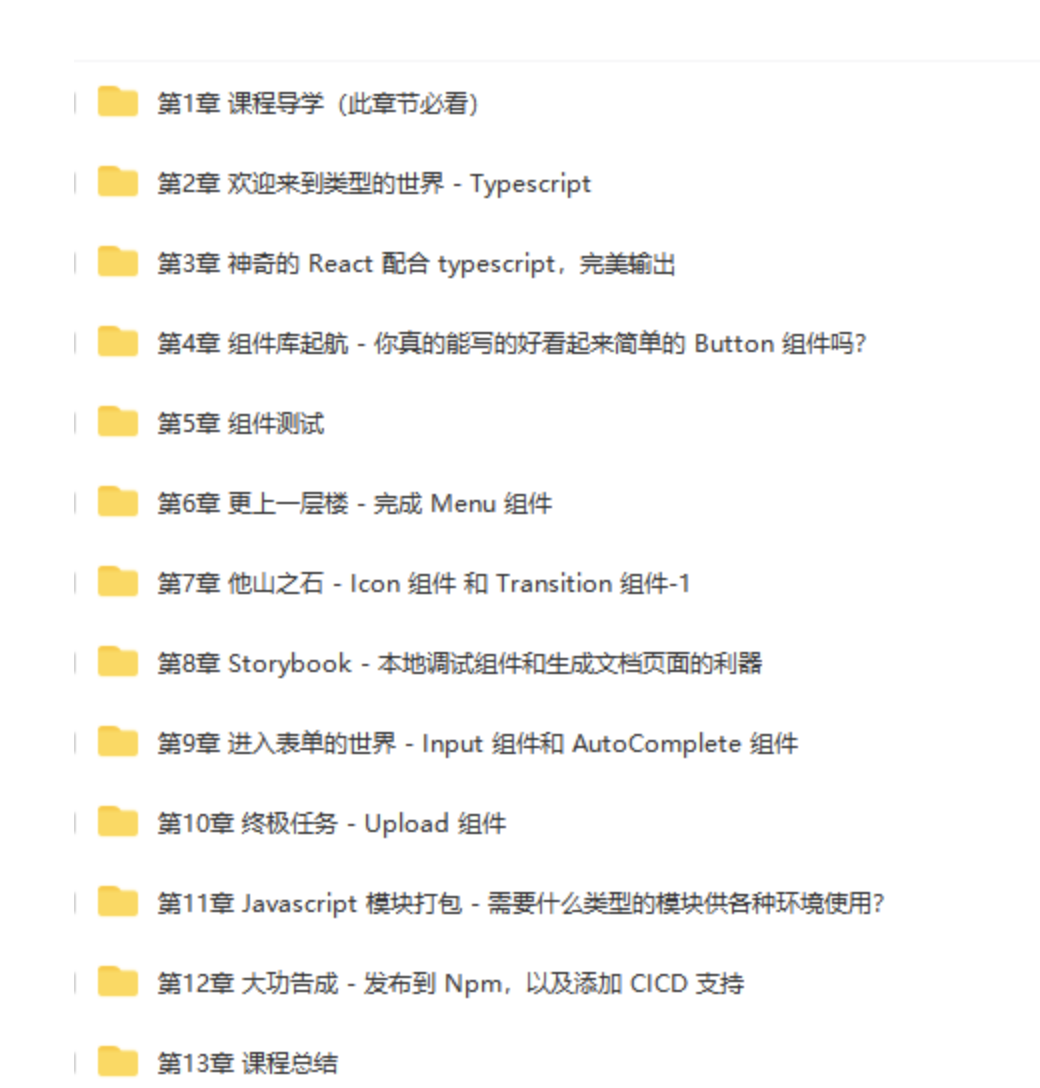 第1章 课程导学（此章节必看）
第2章 欢迎来到类型的世界 - Typescript
第3章 神奇的 React 配合 typescript，完美输出
第4章 组件库起航 - 你真的能写的好看起来简单的 Button 组件吗？
第5章 组件测试
第6章 更上一层楼 - 完成 Menu 组件
第7章 他山之石 - Icon 组件 和 Transition 组件-1
第8章 Storybook - 本地调试组件和生成文档页面的利器
第9章 进入表单的世界 - Input 组件和 AutoComplete 组件
第10章 终极任务 - Upload 组件
第11章 Javascript 模块打包 - 需要什么类型的模块供各种环境使用？
第12章 大功告成 - 发布到 Npm，以及添加 CICD 支持
第13章 课程总结